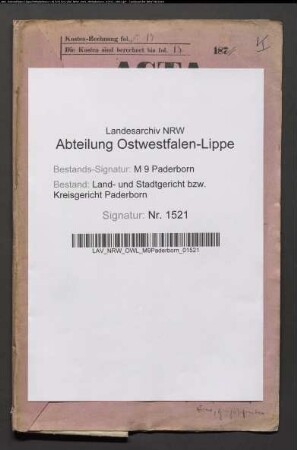 Kosten-Rechnung fol.
Die Kosten sind berechnet bis fol.
187
ACTA
Landesarchiv NRW
Abteilung Ostwestfalen-Lippe
Bestands-Signatur: M 9 Paderborn
Bestand: Land- und Stadtgericht bzw.
Kreisgericht Paderborn
Signatur: Nr. 1521
LAV_NRW_OWL_M9Paderborn_01521